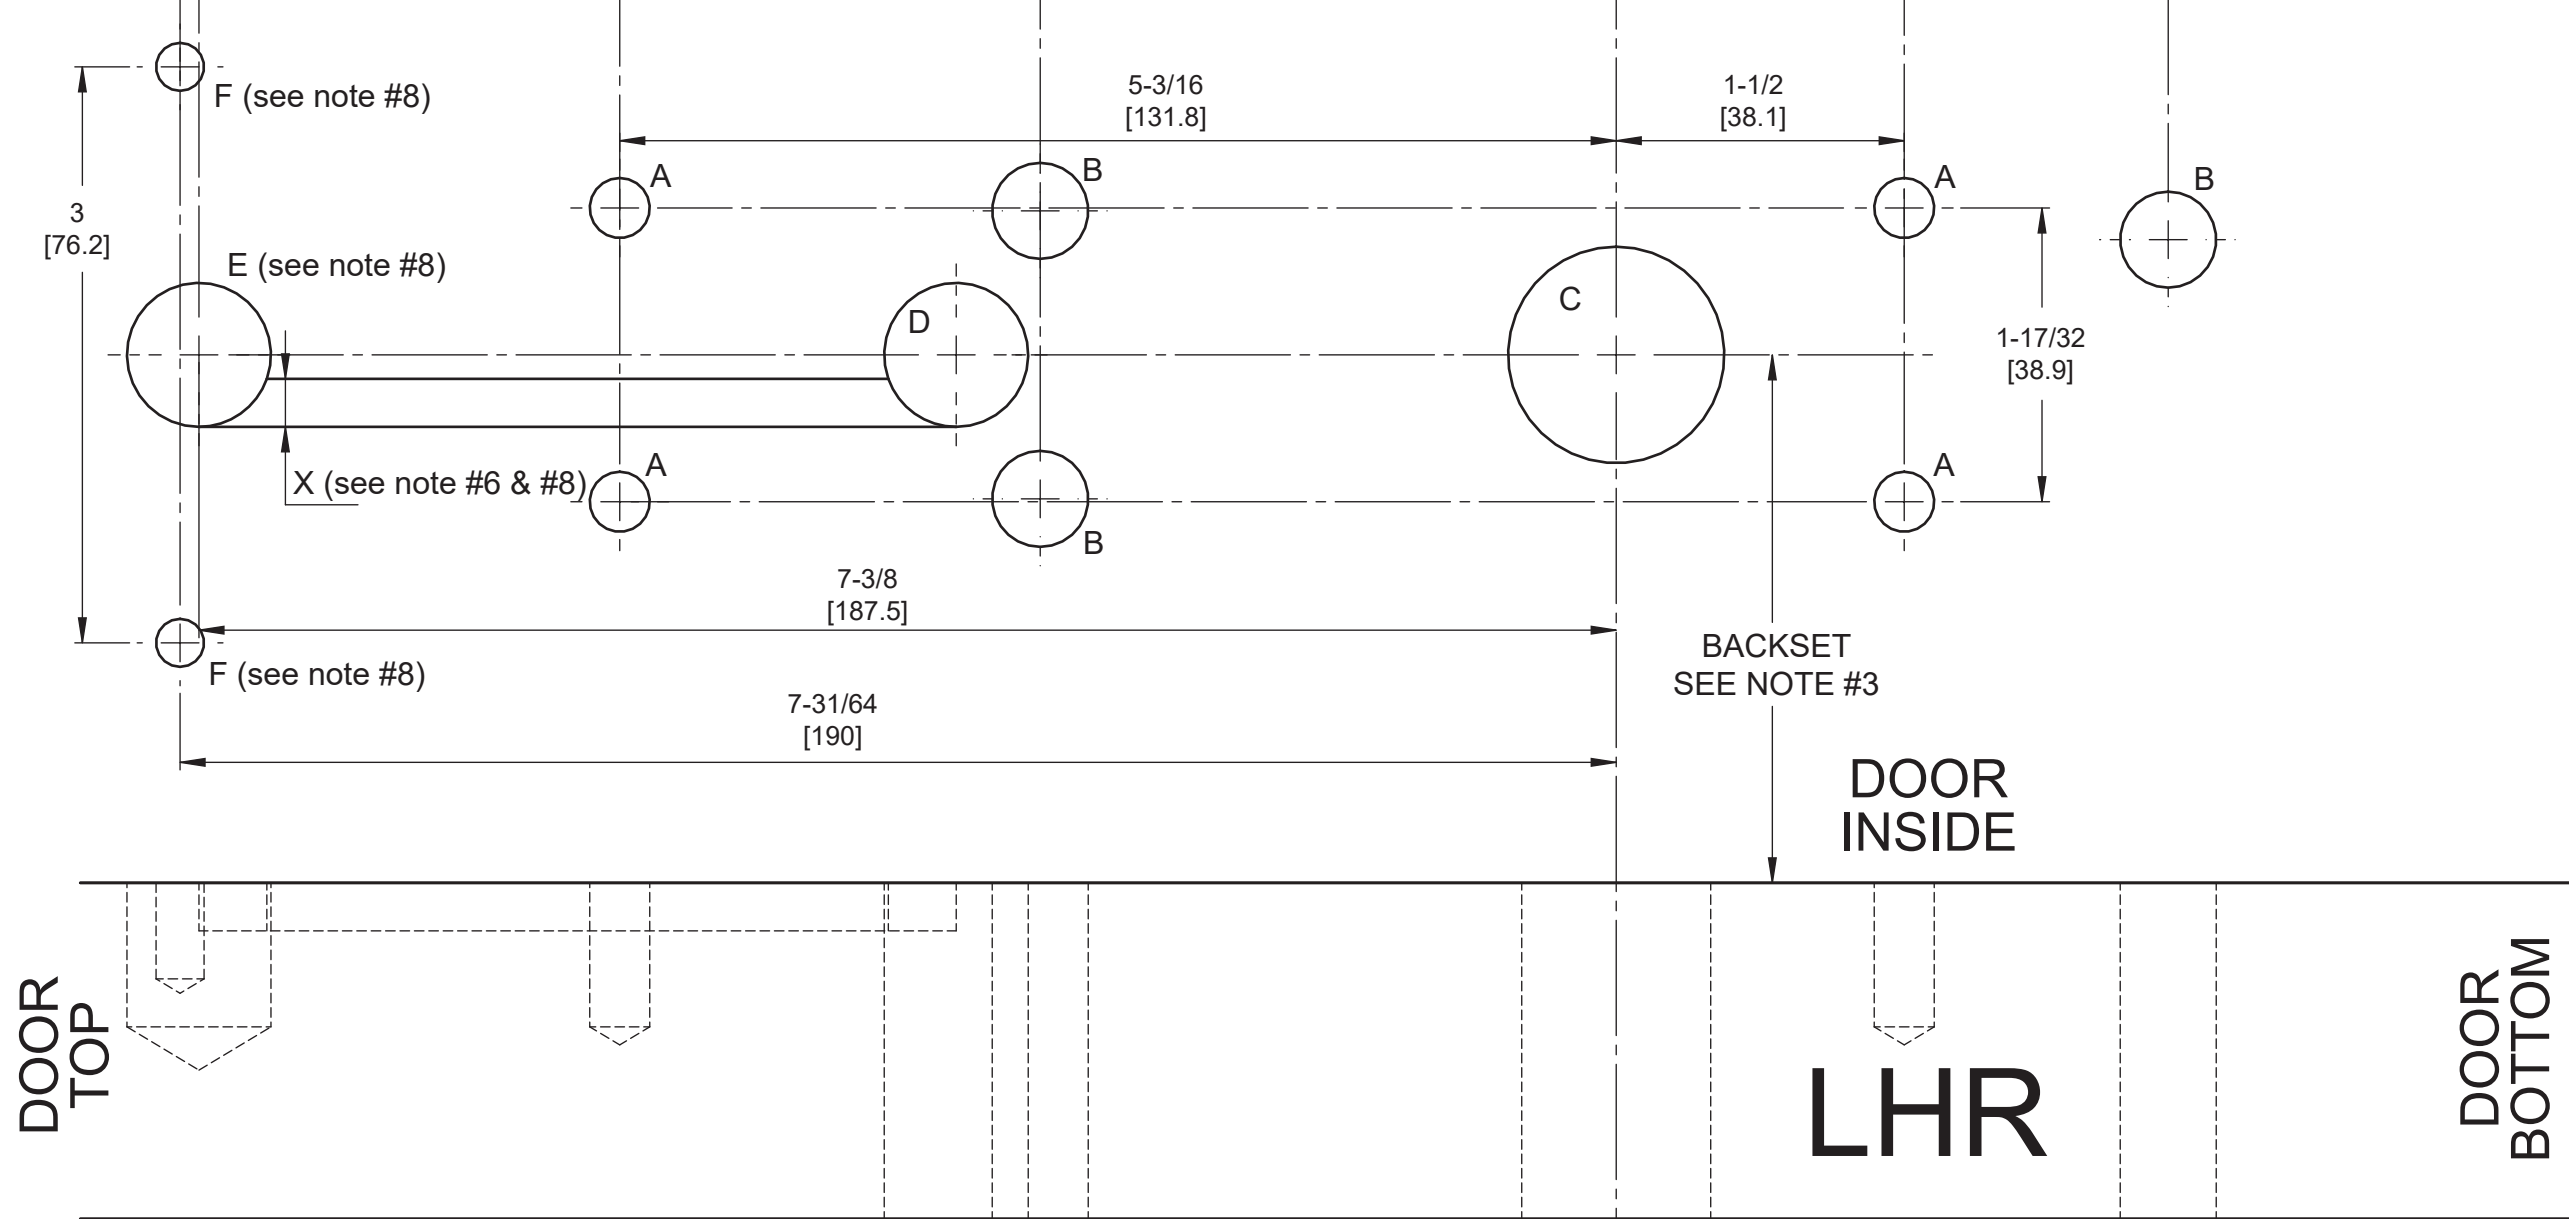 5-3/16
[131.8]
1-1/2
[38.1]
F (see note #8)
A
B
A
B
3
[76.2]
E (see note #8)
C
D
1-17/32
[38.9]
A
X (see note #6 & #8)
A
B
7-3/8
[187.5]
F (see note #8)
BACKSET
SEE NOTE #3
7-31/64
[190]
DOOR
INSIDE
DOOR
TOP
LHR
DOOR
BOTTOM